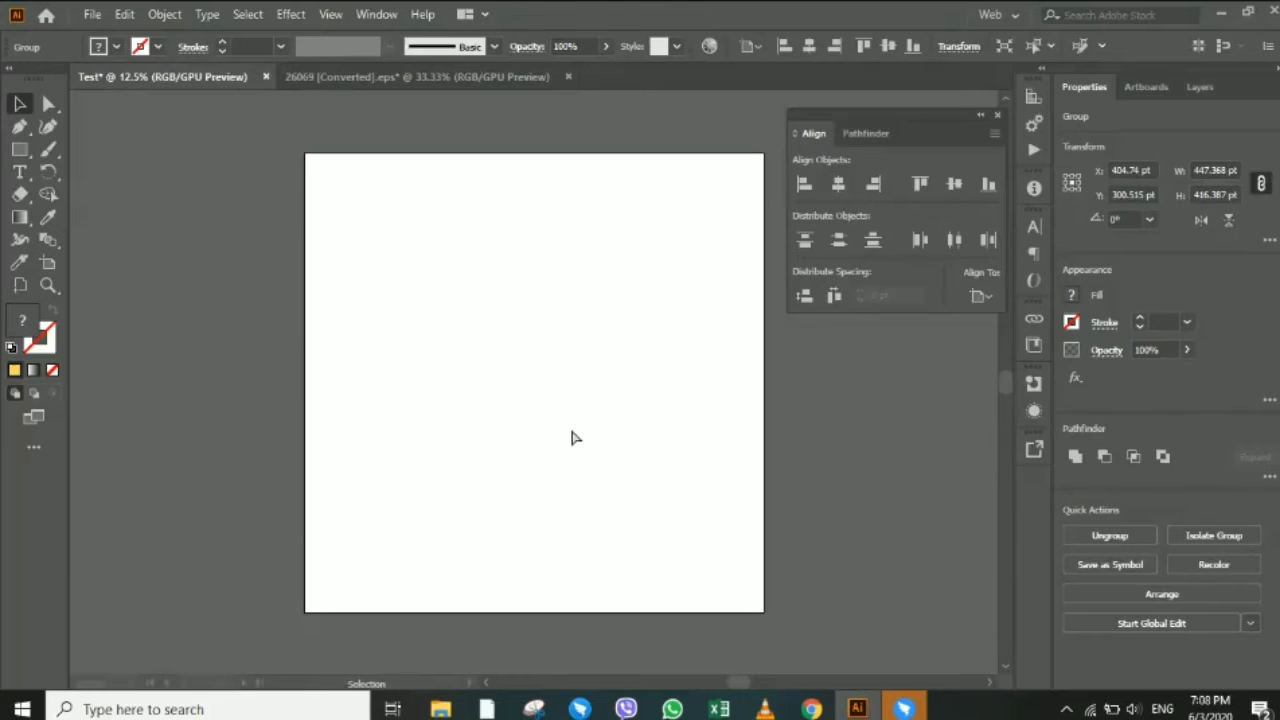 Ai File Edit Object Type Select Effect View Window Help Web Search Adobe Stock
Group ? Strokes Basic Opacity: 100% Style: Transform
Test* @ 12.5% (RGB/GPU Preview) × 26069 [Converted].eps* @ 33.33% (RGB/GPU Preview) ×
Properties Artboards Layers
Group
Align Pathfinder
Transform
Align Objects:
X: 404.74 pt W: 447.368 pt
Y: 300.515 pt H: 416.387 pt
Distribute Objects:
0°
Distribute Spacing: Align To:
Appearance
? Fill
Stroke
Opacity 100%
fx
Pathfinder
Expand
Quick Actions
Ungroup Isolate Group
Save as Symbol Recolor
Arrange
Start Global Edit
Selection
Type here to search
Ai
ENG
7:08 PM
6/3/2020